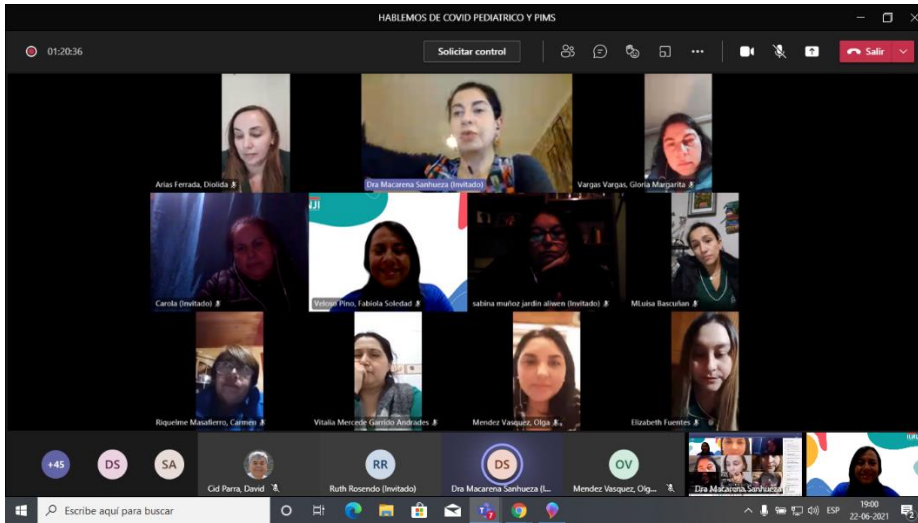 HABLEMOS DE COVID PEDIATRICO Y PIMS
01:20:36
Solicitar control
Salir
Arias Ferrada, Diolida
Dra Macarena Sanhueza (Invitado)
Vargas Vargas, Gloria Margarita
Carola (Invitado)
Veloso Pino, Fabiola Soledad
sabina muñoz jardin aliwen (Invitado)
MLuisa Bascuñan
Riquelme Masafierro, Carmen
Vitalia Mercede Garrido Andrades
Mendez Vasquez, Olga
Elizabeth Fuentes
+45
DS
SA
Cid Parra, David
RR
Ruth Rosendo (Invitado)
DS
Dra Macarena Sanhueza (I...
OV
Mendez Vasquez, Olg...
Dra Macarena Sanhueza (I
Escribe aquí para buscar
ESP
19:00
22-06-2021